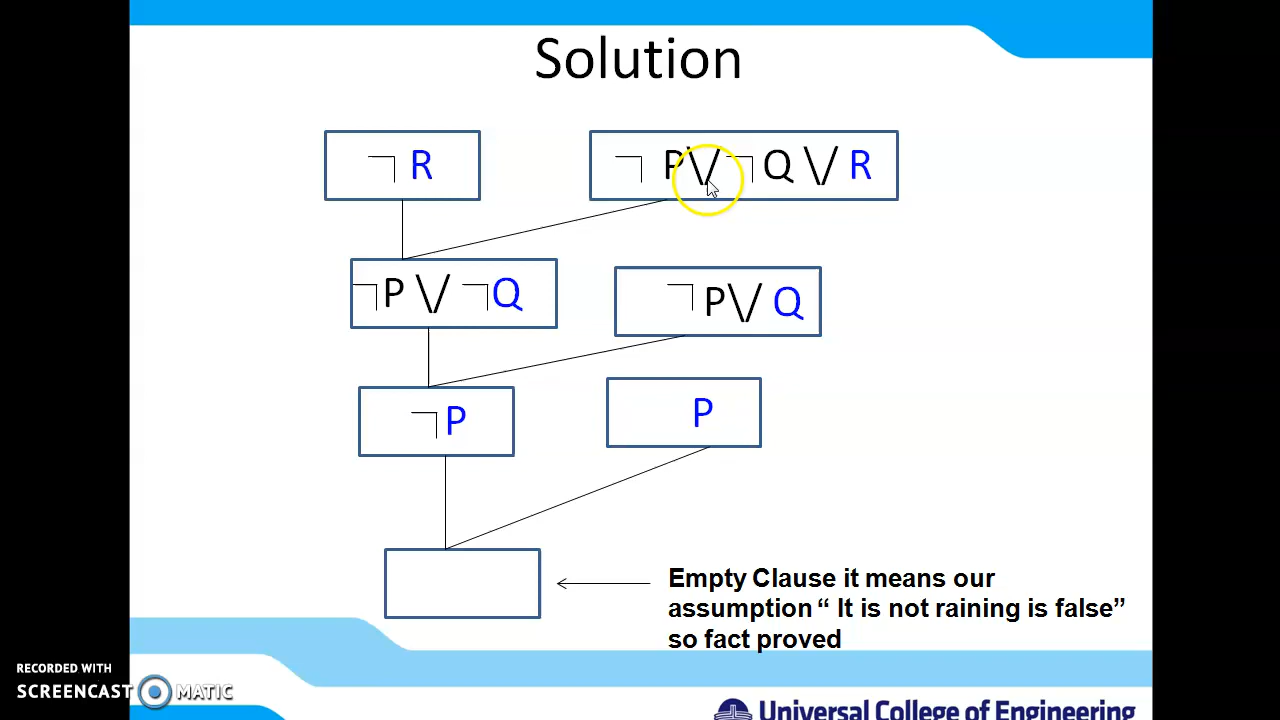 Solution
¬ R
¬ P \/ ¬ Q \/ R
¬ P \/ ¬ Q
¬ P \/ Q
¬ P
P
Empty Clause it means our
assumption “ It is not raining is false”
so fact proved
RECORDED WITH
SCREENCAST MATIC
Universal College of Engineering